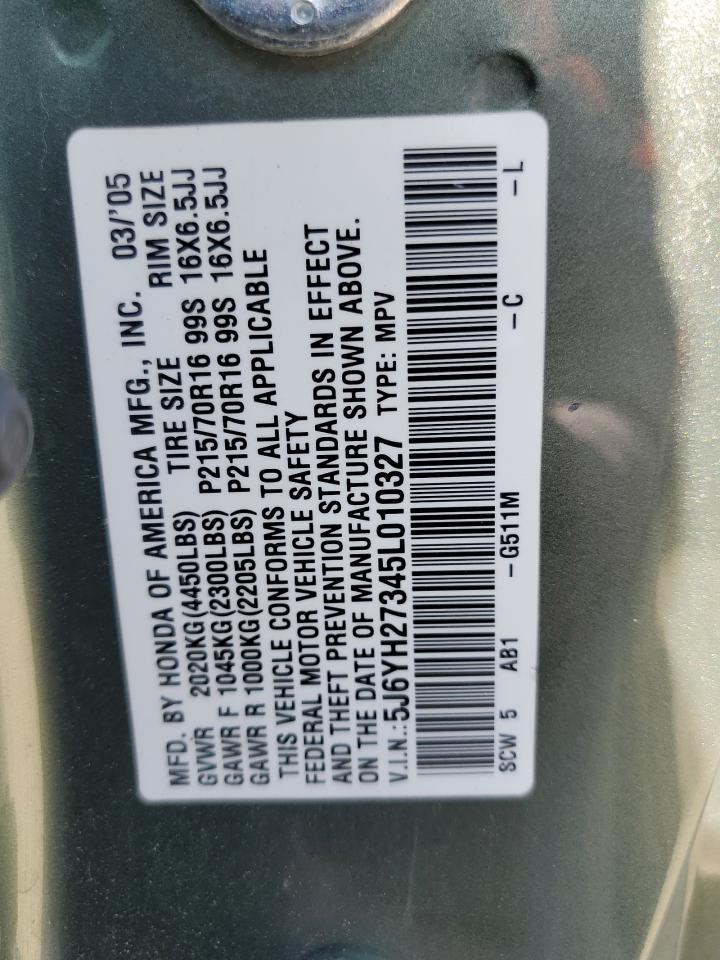 MFD. BY HONDA OF AMERICA MFG., INC. 03/'05
GVWR 2020KG(4450LBS) TIRE SIZE RIM SIZE
GAWR F 1045KG(2300LBS) P215/70R16 99S 16X6.5JJ
GAWR R 1000KG(2205LBS) P215/70R16 99S 16X6.5JJ
THIS VEHICLE CONFORMS TO ALL APPLICABLE
FEDERAL MOTOR VEHICLE SAFETY
AND THEFT PREVENTION STANDARDS IN EFFECT
ON THE DATE OF MANUFACTURE SHOWN ABOVE.
V.I.N.:5J6YH27345L010327 TYPE: MPV
SCW 5 AB1 -G511M -C -L